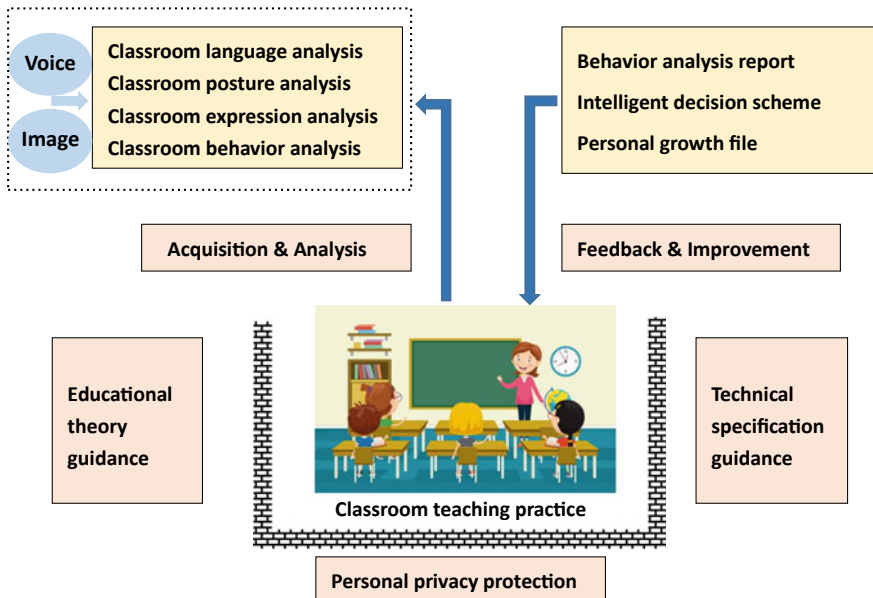 Voice
Image
Classroom language analysis
Classroom posture analysis
Classroom expression analysis
Classroom behavior analysis
Behavior analysis report
Intelligent decision scheme
Personal growth file
Acquisition & Analysis
Feedback & Improvement
Educational
theory
guidance
Technical
specification
guidance
Classroom teaching practice
Personal privacy protection